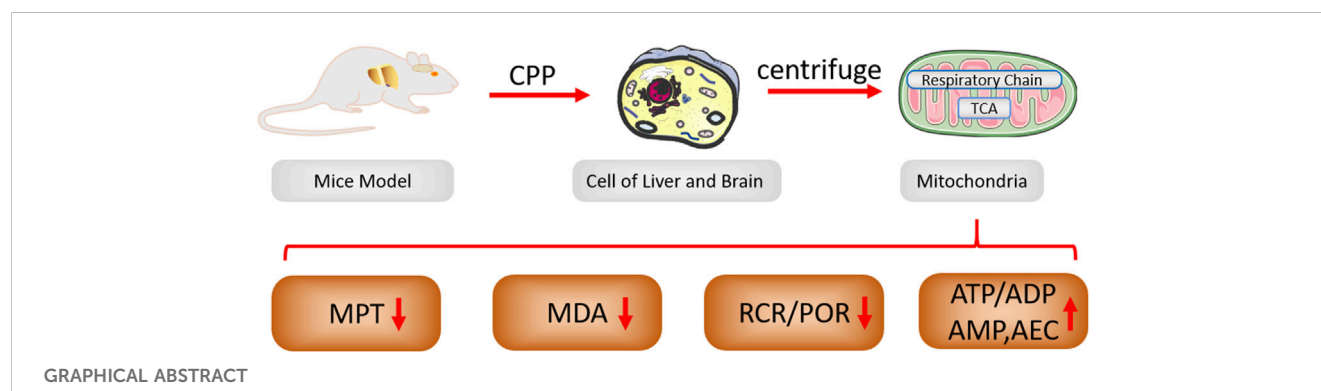 CPP
centrifuge
Respiratory Chain
TCA
Mice Model
Cell of Liver and Brain
Mitochondria
MPT
MDA
RCR/POR
ATP/ADP
AMP,AEC
GRAPHICAL ABSTRACT